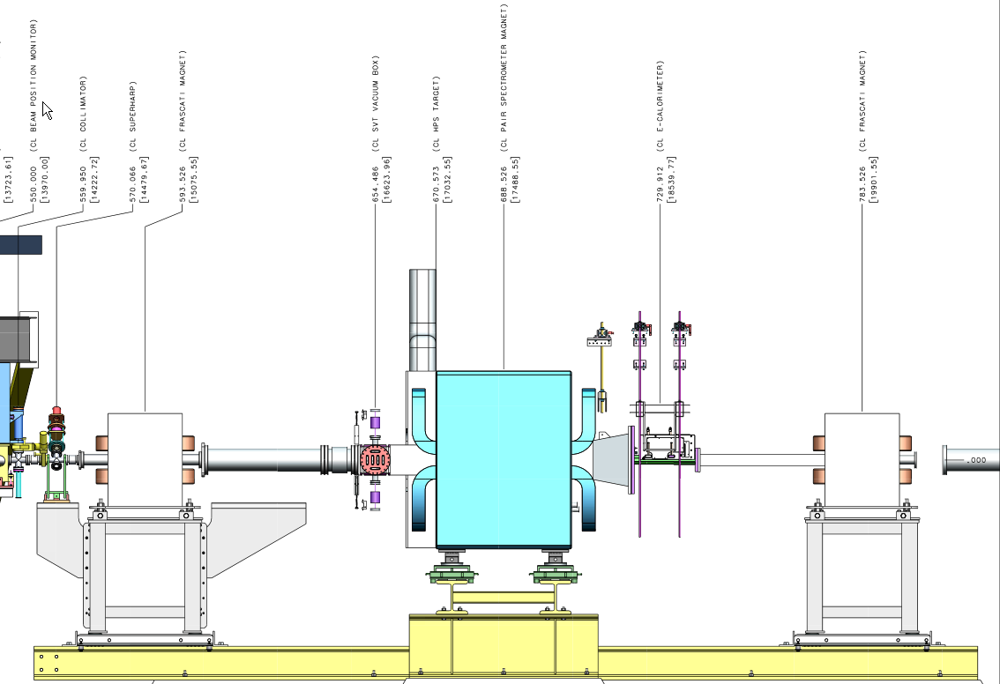 [13723.61]
550.000 (CL BEAM POSITION MONITOR)
[13970.00]
559.950 (CL COLLIMATOR)
[14222.72]
570.066 (CL SUPERHARP)
[14479.67]
593.526 (CL FRASCATI MAGNET)
[15075.55]
654.486 (CL SVT VACUUM BOX)
[16623.96]
670.573 (CL HPS TARGET)
[17032.55]
688.526 (CL PAIR SPECTROMETER MAGNET)
[17488.55]
729.912 (CL E-CALORIMETER)
[18539.77]
783.526 (CL FRASCATI MAGNET)
[19901.55]
.000